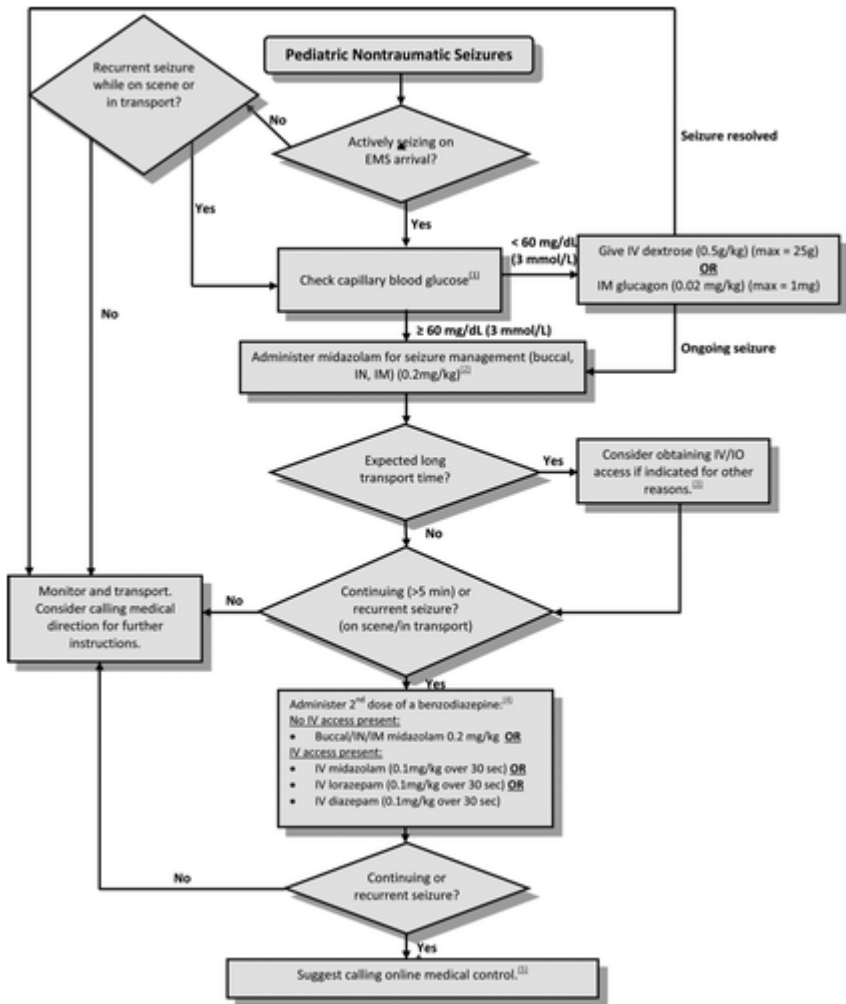 Pediatric Nontraumatic Seizures
Recurrent seizure
while on scene or
in transport?
No
Actively seizing on
EMS arrival?
Seizure resolved
Yes
Yes
< 60 mg/dL
(3 mmol/L)
Give IV dextrose (0.5g/kg) (max = 25g)
OR
IM glucagon (0.02 mg/kg) (max = 1mg)
Check capillary blood glucose(1)
No
≥ 60 mg/dL (3 mmol/L)
Ongoing seizure
Administer midazolam for seizure management (buccal,
IN, IM) (0.2mg/kg)(2)
Expected long
transport time?
Yes
Consider obtaining IV/IO
access if indicated for other
reasons.(3)
No
Monitor and transport.
Consider calling medical
direction for further
instructions.
No
Continuing (>5 min) or
recurrent seizure?
(on scene/in transport)
Yes
Administer 2nd dose of a benzodiazepine:(4)
No IV access present:
• Buccal/IN/IM midazolam 0.2 mg/kg OR
IV access present:
• IV midazolam (0.1mg/kg over 30 sec) OR
• IV lorazepam (0.1mg/kg over 30 sec) OR
• IV diazepam (0.1mg/kg over 30 sec)
No
Continuing or
recurrent seizure?
Yes
Suggest calling online medical control.(5)